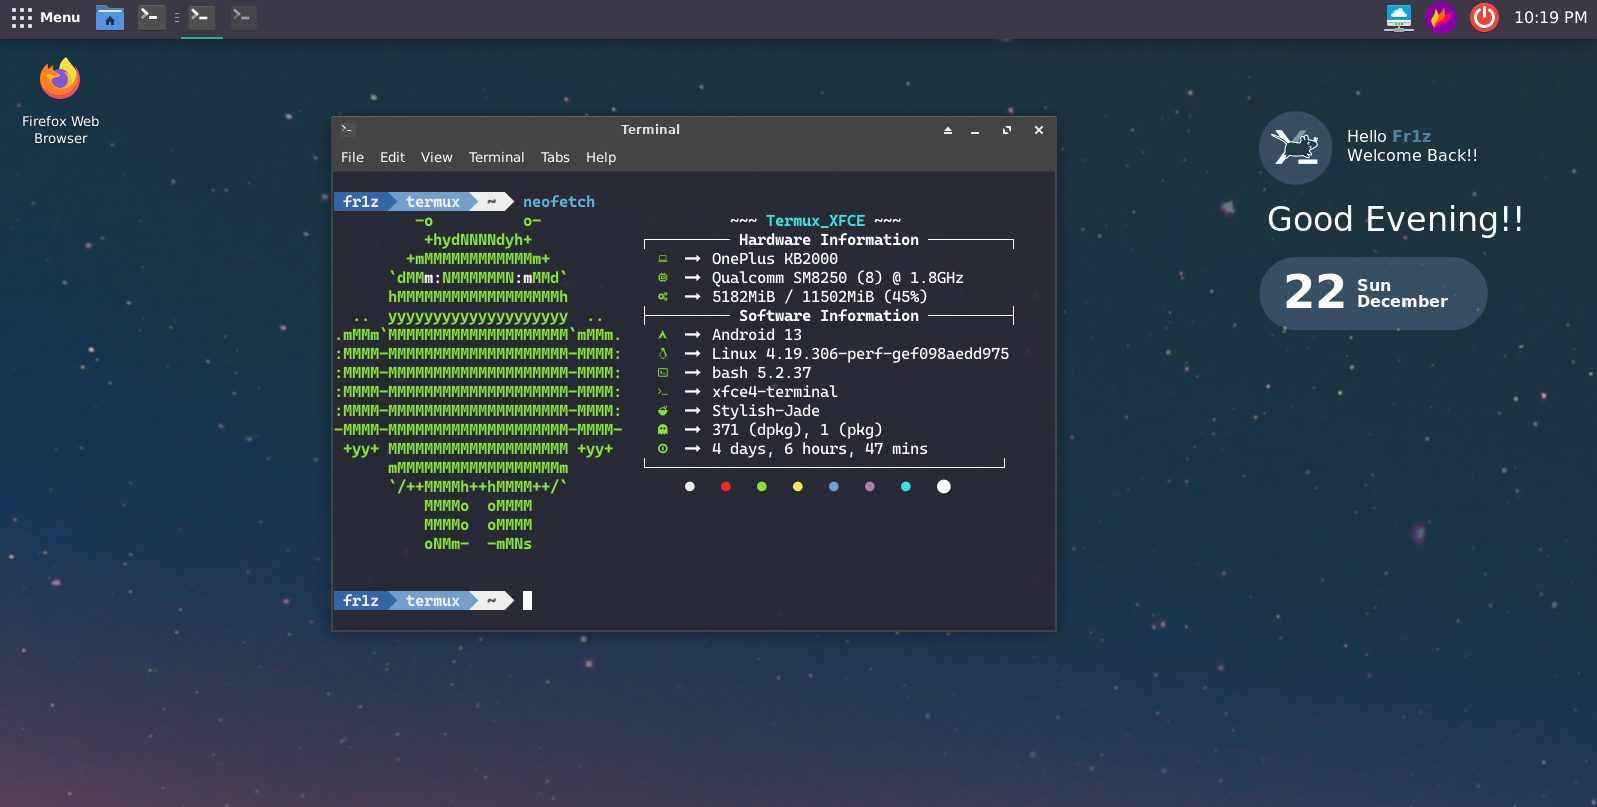 Menu
10:19 PM
Firefox Web
Browser
Terminal
File Edit View Terminal Tabs Help
fr1z termux ~ neofetch
-o          o-
+hydNNNNdyh+
+mMMMMMMMMMMMMm+
`dMMm:NMMMMMMN:mMMd`
hMMMMMMMMMMMMMMMMMMh
..  yyyyyyyyyyyyyyyyyyyy  ..
.mMMm`MMMMMMMMMMMMMMMMMMMM`mMMm.
:MMMM-MMMMMMMMMMMMMMMMMMMM-MMMM:
:MMMM-MMMMMMMMMMMMMMMMMMMM-MMMM:
:MMMM-MMMMMMMMMMMMMMMMMMMM-MMMM:
:MMMM-MMMMMMMMMMMMMMMMMMMM-MMMM:
-MMMM-MMMMMMMMMMMMMMMMMMMM-MMMM-
+yy+ MMMMMMMMMMMMMMMMMMMM +yy+
mMMMMMMMMMMMMMMMMMMm
`/++MMMMh++hMMMM++/`
MMMMo  oMMMM
MMMMo  oMMMM
oNMm-  -mMNs
~~~ Termux_XFCE ~~~
Hardware Information
→ OnePlus KB2000
→ Qualcomm SM8250 (8) @ 1.8GHz
→ 5182MiB / 11502MiB (45%)
Software Information
→ Android 13
→ Linux 4.19.306-perf-gef098aedd975
→ bash 5.2.37
→ xfce4-terminal
→ Stylish-Jade
→ 371 (dpkg), 1 (pkg)
→ 4 days, 6 hours, 47 mins
fr1z termux ~
Hello Fr1z
Welcome Back!!
Good Evening!!
22
Sun
December